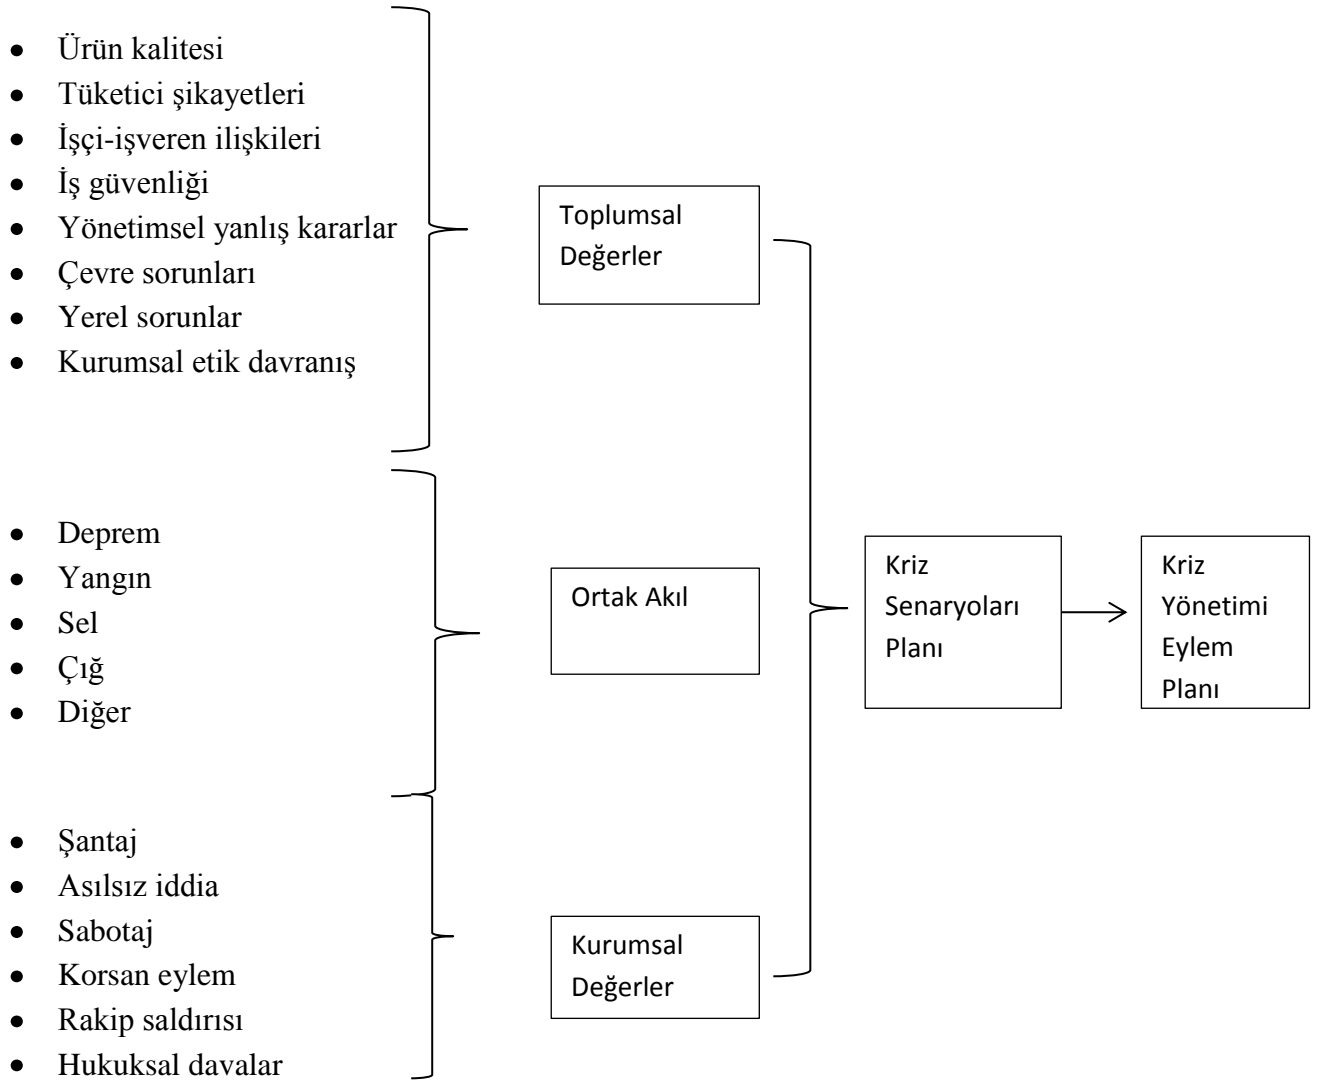 Ürün kalitesi
Tüketici şikayetleri
İşçi-işveren ilişkileri
İş güvenliği
Yönetimsel yanlış kararlar
Çevre sorunları
Yerel sorunlar
Kurumsal etik davranış
Toplumsal
Değerler
Deprem
Yangın
Sel
Çığ
Diğer
Ortak Akıl
Şantaj
Asılsız iddia
Sabotaj
Korsan eylem
Rakip saldırısı
Hukuksal davalar
Kurumsal
Değerler
Kriz
Senaryoları
Planı
Kriz
Yönetimi
Eylem
Planı